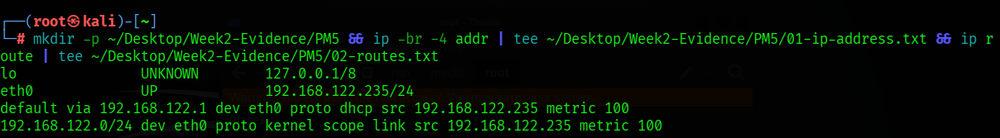 ┌──(root㉿kali)-[~]
└─# mkdir -p ~/Desktop/Week2-Evidence/PM5 && ip -br -4 addr | tee ~/Desktop/Week2-Evidence/PM5/01-ip-address.txt && ip r
oute | tee ~/Desktop/Week2-Evidence/PM5/02-routes.txt
lo               UNKNOWN        127.0.0.1/8
eth0             UP             192.168.122.235/24
default via 192.168.122.1 dev eth0 proto dhcp src 192.168.122.235 metric 100
192.168.122.0/24 dev eth0 proto kernel scope link src 192.168.122.235 metric 100